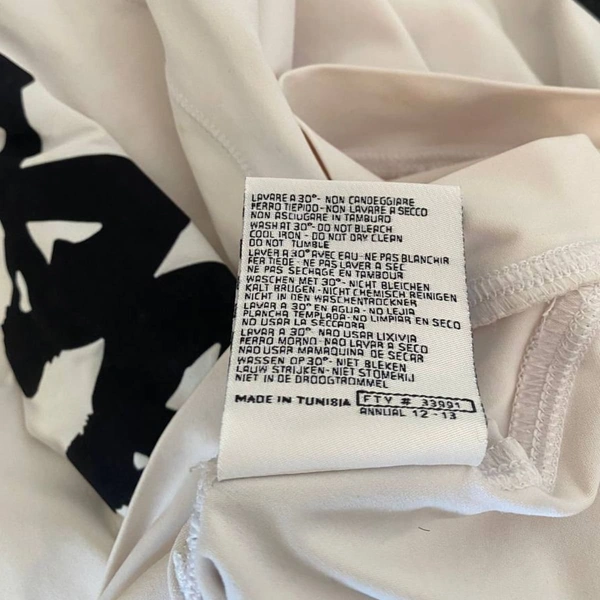 LAVARE A 30°- NON CANDEGGIARE
FERRO TIEPIDO - NON LAVARE A SECCO
NON ASCIUGARE IN TAMBURO
WASH AT 30°- DO NOT BLEACH
COOL IRON - DO NOT DAY CLEAN
DO NOT TUMBLE
LAVER A 30° AVEC EAU - NE PAS BLANCHIR
FER TIEDE - NE PAS LAVER A SEC
NE PAS SECHAGE EN TAMBOUR
WASCHEN MET 30°- NICHT BLEICHEN
KALT BRUGEN - NICHT CHEMISCH REINIGEN
NICHT IN DEN WASCHENTROCKNER
LAVAR A 30° EN AGUA - NO LEJIA
PLANCHA TEMPLADA - NO LIMPIAR EN SECO
NO USAR LA SECCARA
LAVAR A 30°- NAO USAR LIXIVIA
FERRO MORNO - NAO LAVAR A SECO
NAO USAR MAMAQUINA DE SECAR
WASSEN OP 30°- NIET BLEKEN
LAUW STRIJKEN - NIET STOMERIJ
NIET IN DE DROOGTROMMEL
MADE IN TUNISIA FTY # 33991
ANNUAL 12 - 13